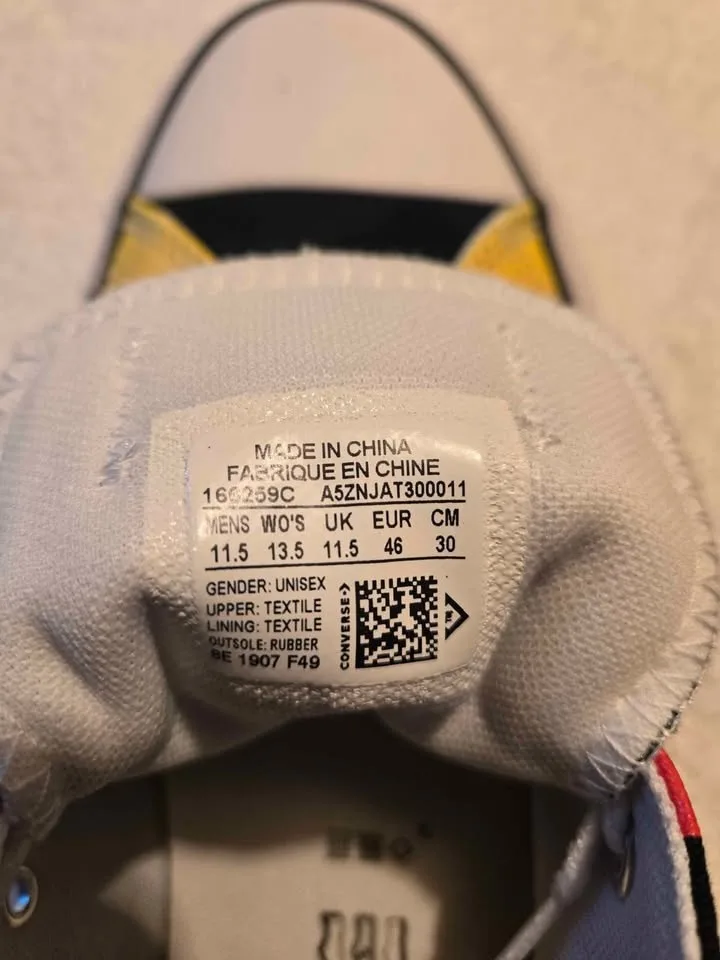 MADE IN CHINA
FABRIQUE EN CHINE
166259C A5ZNJAT300011
MENS WO'S UK EUR CM
11.5 13.5 11.5 46 30
GENDER: UNISEX
UPPER: TEXTILE
LINING: TEXTILE
OUTSOLE: RUBBER
BE 1907 F49
CONVERSE